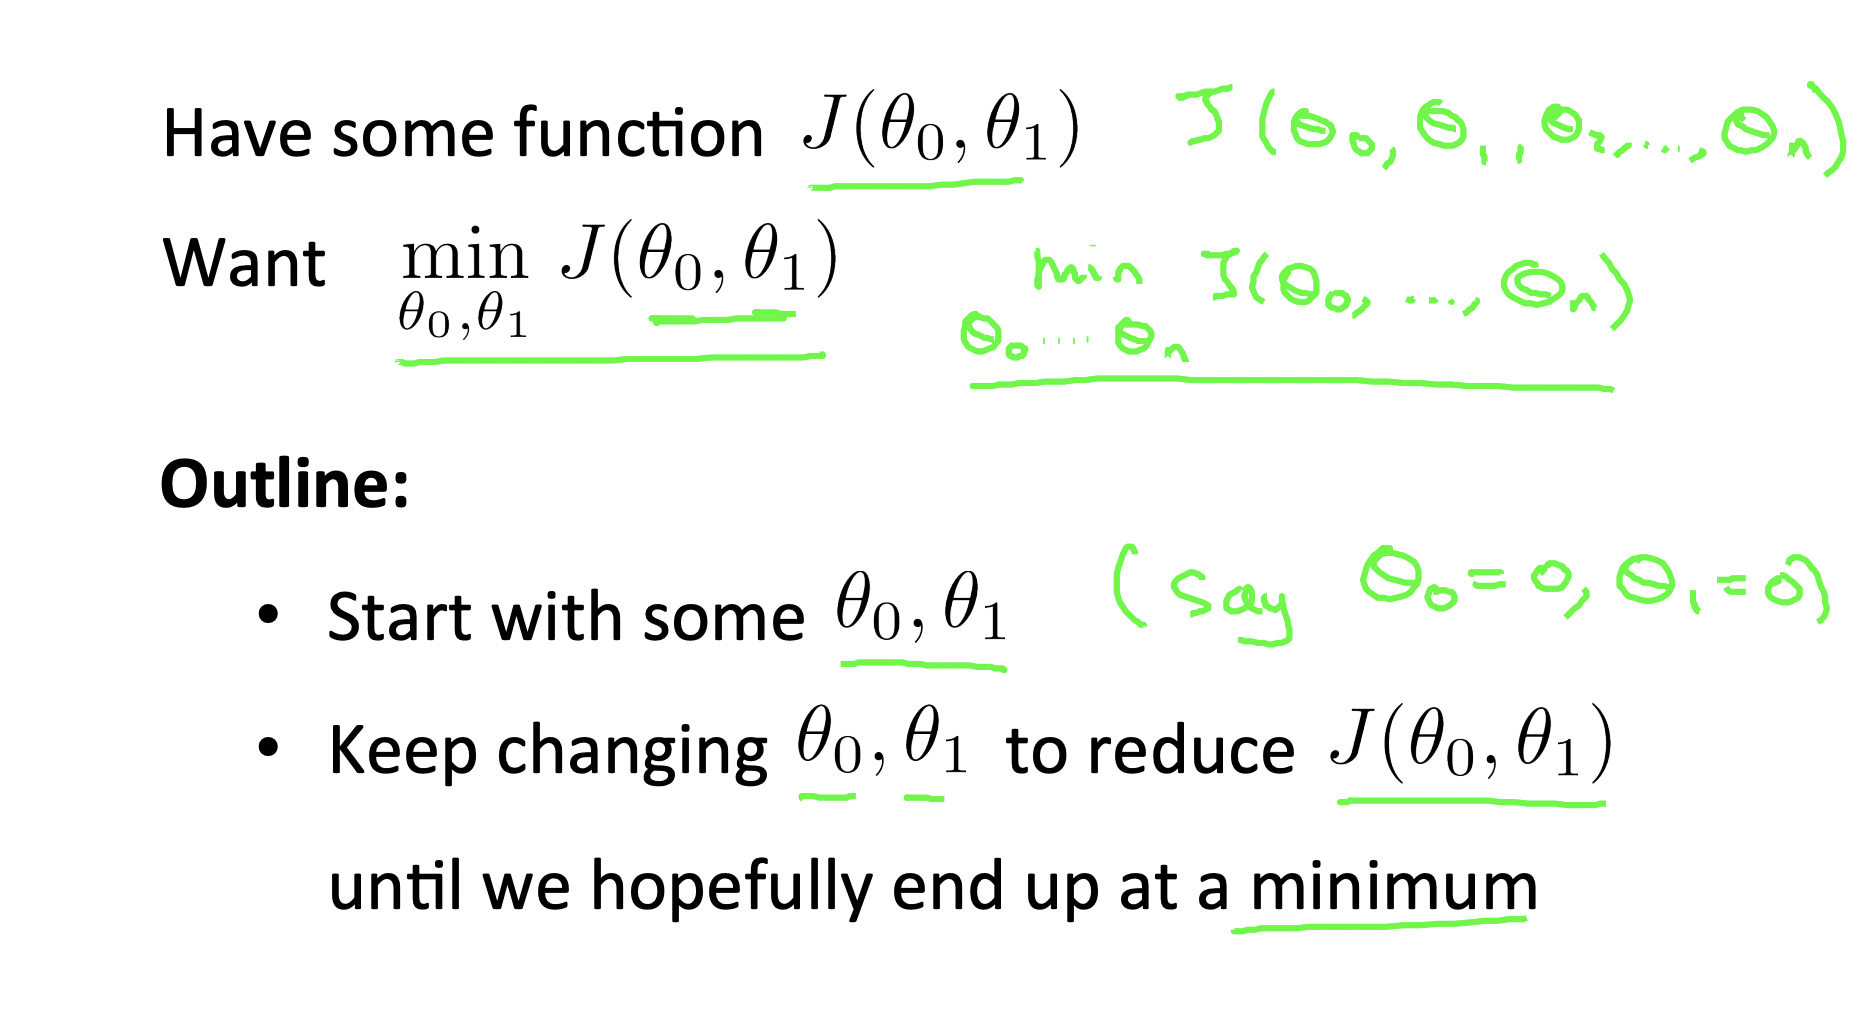 Have some function J(θ₀, θ₁) J(θ₀, θ₁, θ₂, ..., θₙ)
Want min J(θ₀, θ₁) min J(θ₀, ..., θₙ)
θ₀,θ₁ θ₀ .... θₙ
Outline:
• Start with some θ₀, θ₁ (say θ₀ = 0, θ₁ = 0)
• Keep changing θ₀, θ₁ to reduce J(θ₀, θ₁)
until we hopefully end up at a minimum